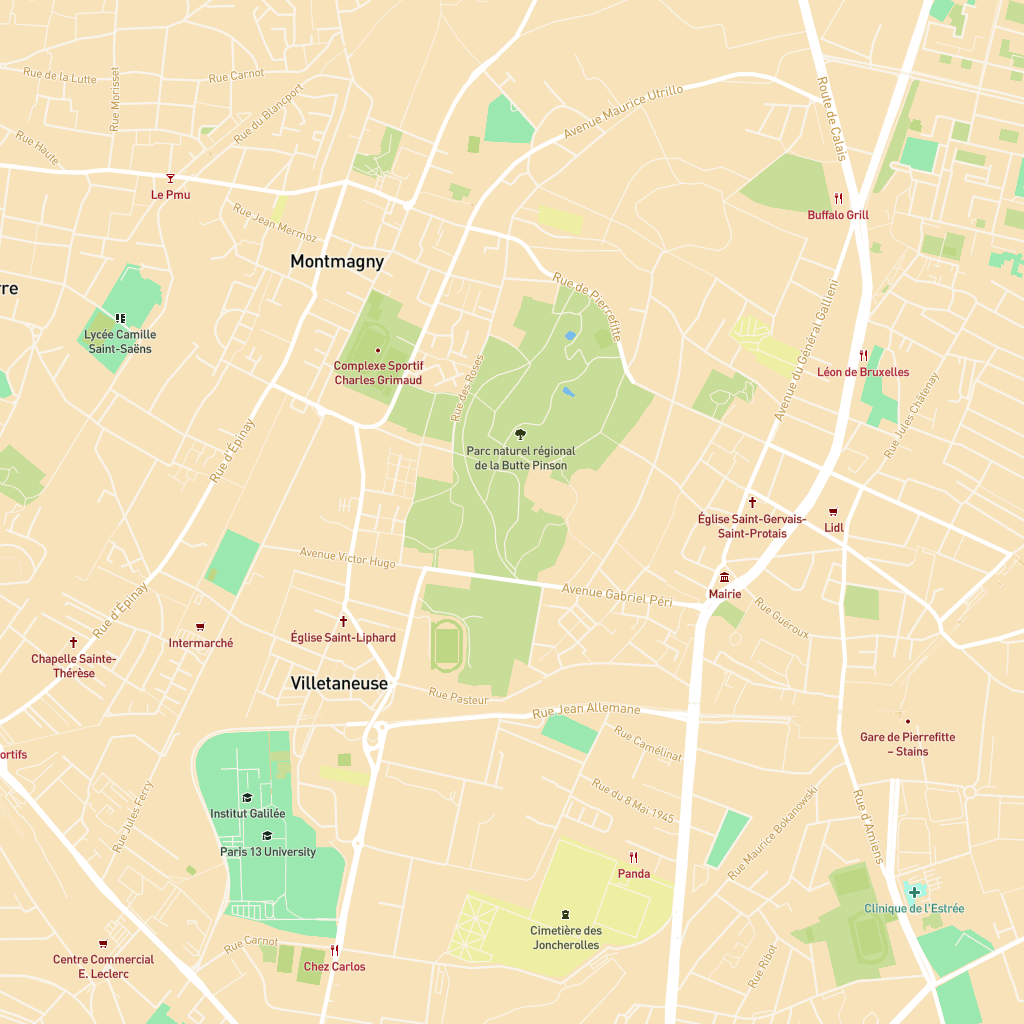 Rue de la Lutte
Rue Morisset
Rue Carnot
Rue du Blancport
Avenue Maurice Utrillo
Route de Calais
Rue Haute
Le Pmu
Buffalo Grill
Rue Jean Mermoz
Montmagny
rre
Rue de Pierrefitte
Avenue du Général Gallieni
Lycée Camille
Saint-Saëns
Complexe Sportif
Charles Grimaud
Rue des Roses
Léon de Bruxelles
Rue Jules Châtenay
Rue d'Épinay
Parc naturel régional
de la Butte Pinson
Église Saint-Gervais-
Saint-Protais
Lidl
Avenue Victor Hugo
Avenue Gabriel Péri
Mairie
Rue Guéroux
Rue d'Épinay
Intermarché
Église Saint-Liphard
Chapelle Sainte-
Thérèse
Villetaneuse
Rue Pasteur
Rue Jean Allemane
Rue Camélinat
Gare de Pierrefitte
– Stains
ortifs
Rue Jules Ferry
Institut Galilée
Paris 13 University
Rue du 8 Mai 1945
Rue Maurice Bokanowski
Rue d'Amiens
Panda
Clinique de l'Estrée
Cimetière des
Joncherolles
Rue Carnot
Chez Carlos
Centre Commercial
E. Leclerc
Rue Ribot